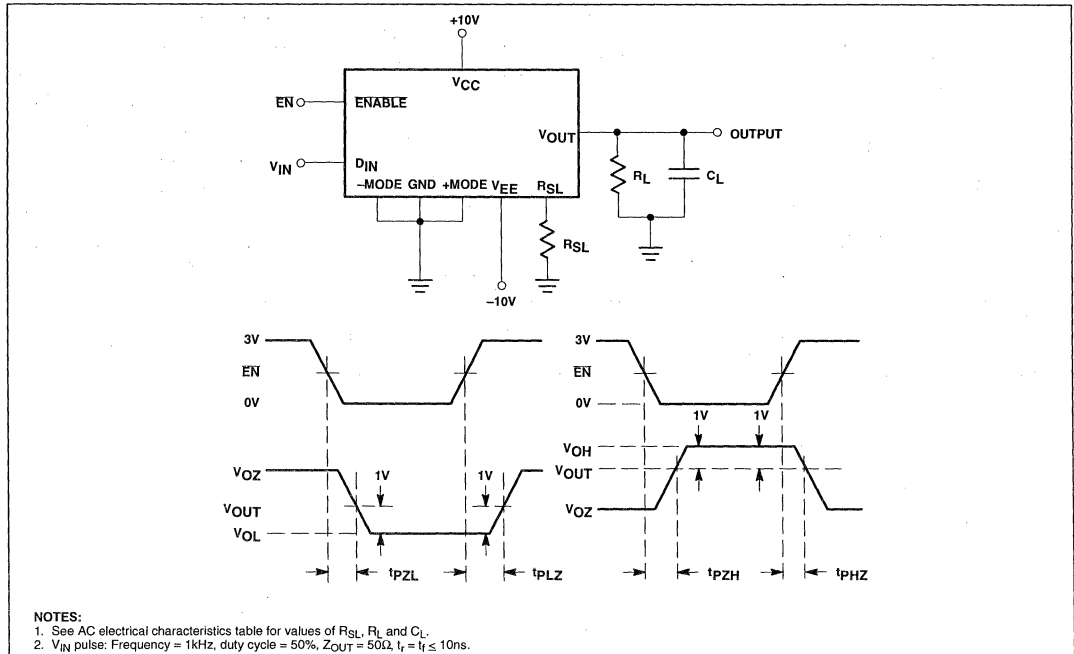 +10V
VCC
EN
ENABLE
VOUT
OUTPUT
VIN
DIN
–MODE GND +MODE VEE RSL
RL
CL
RSL
–10V
3V
EN
0V
VOZ
1V
1V
VOUT
VOL
tPZL
tPLZ
3V
EN
0V
1V
1V
VOH
VOUT
VOZ
tPZH
tPHZ
NOTES:
1. See AC electrical characteristics table for values of RSL, RL and CL.
2. VIN pulse: Frequency = 1kHz, duty cycle = 50%, ZOUT = 50Ω, tr = tf ≤ 10ns.